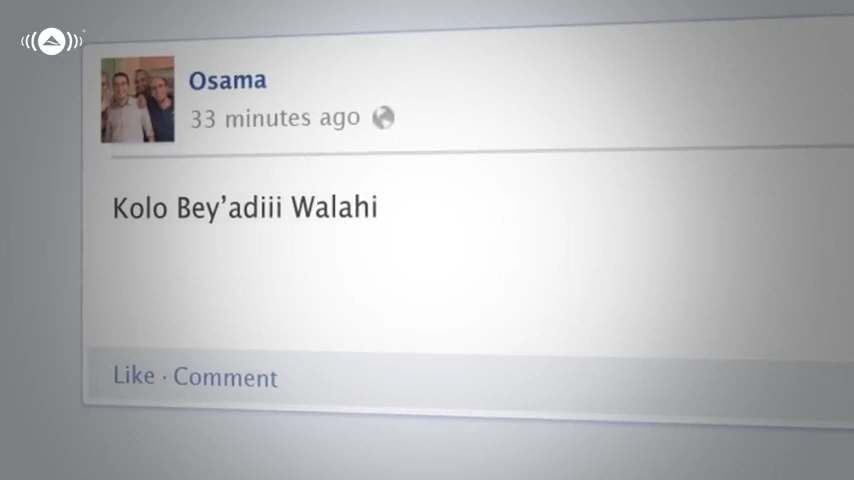 Osama
33 minutes ago
Kolo Bey’adiii Walahi
Like · Comment